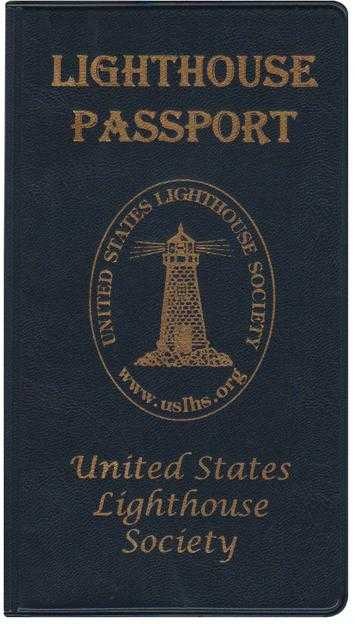 LIGHTHOUSE
PASSPORT
UNITED STATES LIGHTHOUSE SOCIETY
www.uslhs.org
United States
Lighthouse
Society